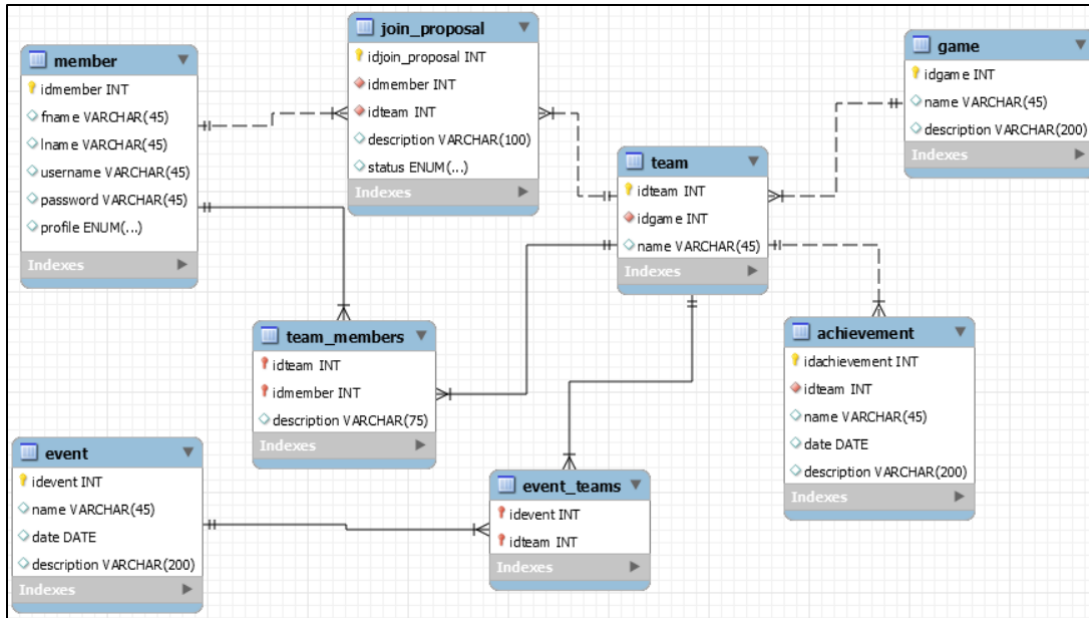 member
idmember INT
fname VARCHAR(45)
lname VARCHAR(45)
username VARCHAR(45)
password VARCHAR(45)
profile ENUM(...)
Indexes
join_proposal
idjoin_proposal INT
idmember INT
idteam INT
description VARCHAR(100)
status ENUM(...)
Indexes
game
idgame INT
name VARCHAR(45)
description VARCHAR(200)
Indexes
team
idteam INT
idgame INT
name VARCHAR(45)
Indexes
team_members
idteam INT
idmember INT
description VARCHAR(75)
Indexes
achievement
idachievement INT
idteam INT
name VARCHAR(45)
date DATE
description VARCHAR(200)
Indexes
event
idevent INT
name VARCHAR(45)
date DATE
description VARCHAR(200)
Indexes
event_teams
idevent INT
idteam INT
Indexes